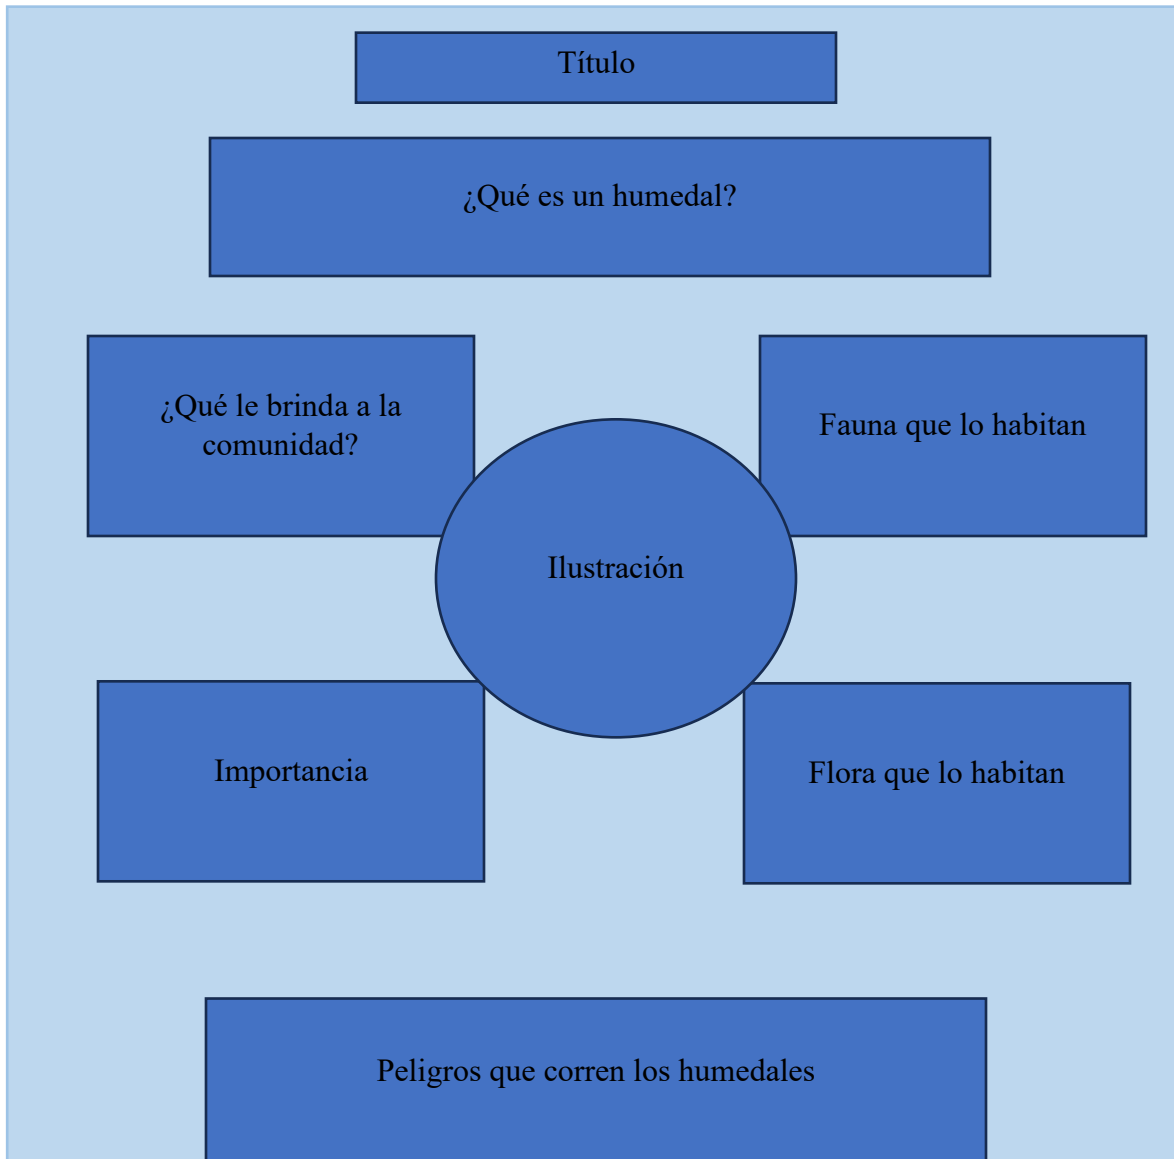 Título
¿Qué es un humedal?
¿Qué le brinda a la
comunidad?
Fauna que lo habitan
Ilustración
Importancia
Flora que lo habitan
Peligros que corren los humedales